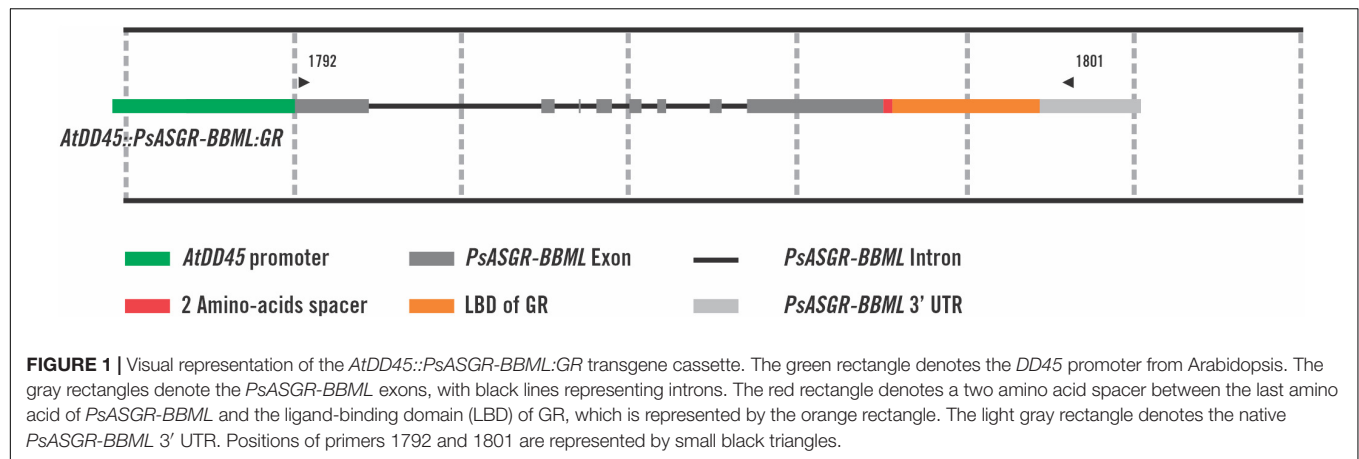 1792
1801
AtDD45::PsASGR-BBML:GR
AtDD45 promoter
PsASGR-BBML Exon
PsASGR-BBML Intron
2 Amino-acids spacer
LBD of GR
PsASGR-BBML 3' UTR
FIGURE 1 | Visual representation of the AtDD45::PsASGR-BBML:GR transgene cassette. The green rectangle denotes the DD45 promoter from Arabidopsis. The
gray rectangles denote the PsASGR-BBML exons, with black lines representing introns. The red rectangle denotes a two amino acid spacer between the last amino
acid of PsASGR-BBML and the ligand-binding domain (LBD) of GR, which is represented by the orange rectangle. The light gray rectangle denotes the native
PsASGR-BBML 3′ UTR. Positions of primers 1792 and 1801 are represented by small black triangles.